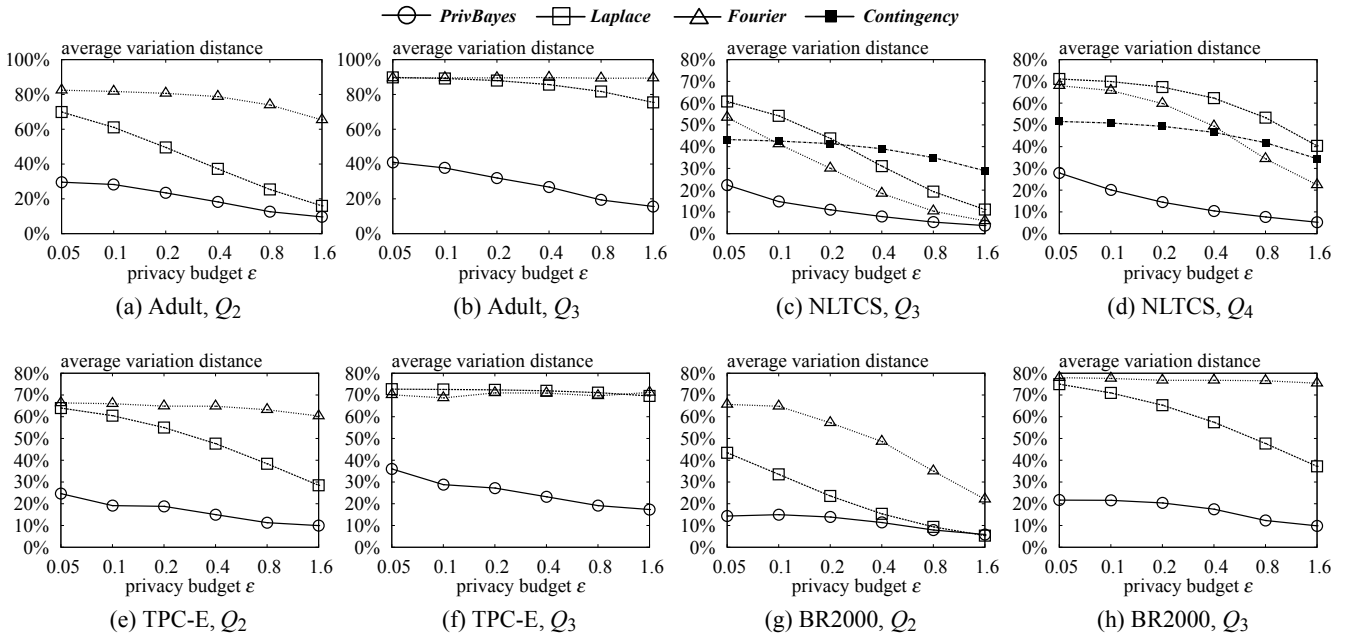 PrivBayes Laplace Fourier Contingency
average variation distance average variation distance average variation distance average variation distance
100% 100% 80% 80%
80% 80% 70% 70%
60% 60% 60% 60%
40% 40% 50% 50%
20% 20% 40% 40%
0% 0% 30% 30%
20% 20%
10% 10%
0% 0%
0.05 0.1 0.2 0.4 0.8 1.6 0.05 0.1 0.2 0.4 0.8 1.6 0.05 0.1 0.2 0.4 0.8 1.6 0.05 0.1 0.2 0.4 0.8 1.6
privacy budget ε privacy budget ε privacy budget ε privacy budget ε
(a) Adult, Q2 (b) Adult, Q3 (c) NLTCS, Q3 (d) NLTCS, Q4
average variation distance average variation distance average variation distance average variation distance
80% 80% 80% 80%
70% 70% 70% 70%
60% 60% 60% 60%
50% 50% 50% 50%
40% 40% 40% 40%
30% 30% 30% 30%
20% 20% 20% 20%
10% 10% 10% 10%
0% 0% 0% 0%
0.05 0.1 0.2 0.4 0.8 1.6 0.05 0.1 0.2 0.4 0.8 1.6 0.05 0.1 0.2 0.4 0.8 1.6 0.05 0.1 0.2 0.4 0.8 1.6
privacy budget ε privacy budget ε privacy budget ε privacy budget ε
(e) TPC-E, Q2 (f) TPC-E, Q3 (g) BR2000, Q2 (h) BR2000, Q3